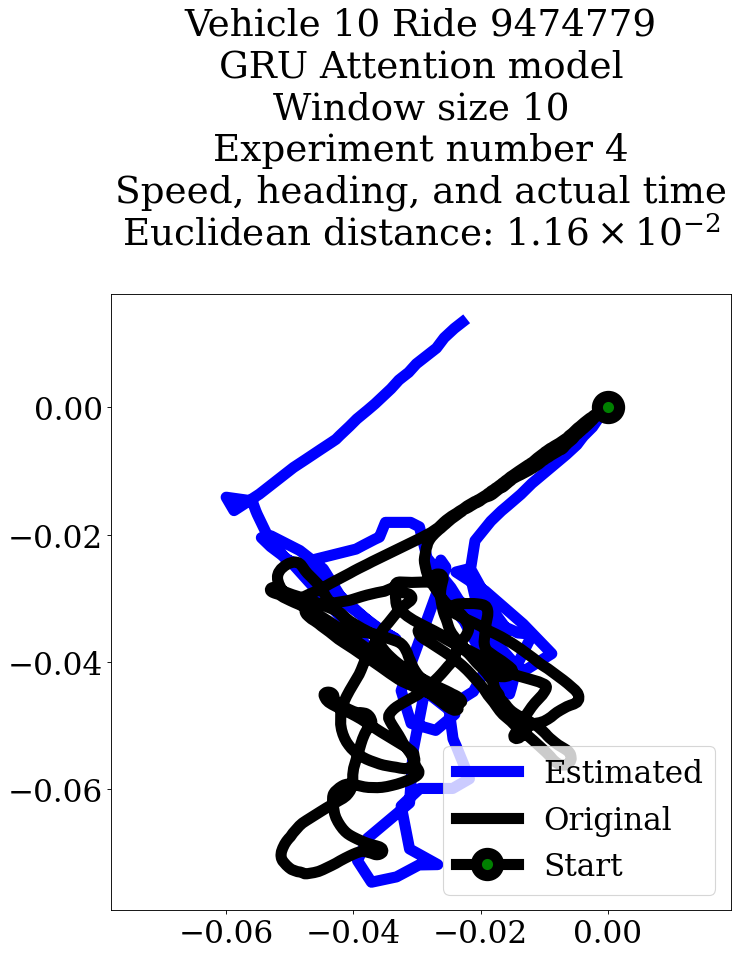 Vehicle 10 Ride 9474779
GRU Attention model
Window size 10
Experiment number 4
Speed, heading, and actual time
Euclidean distance: 1.16 × 10⁻²
0.00
−0.02
−0.04
−0.06
Estimated
Original
Start
−0.06 −0.04 −0.02 0.00